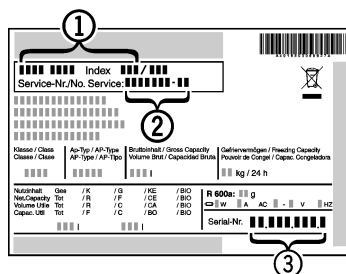 1
Index /
Service-Nr./No. Service: -
2
Klasse / Class
Classe / Clase
Ap-Typ / AP-Type
AP-Type / AP-Tipo
Bruttoinhalt / Gross Capacity
Volume Brut / Capacidad Bruta
Gefriervermögen / Freezing Capacity
Pouvoir de Congel / Capac. Congeladora
l
kg / 24 h
Nutzinhalt Ges / K / G / KE / BIO
Net.Capacity Tot / R / F / CE / BIO
Volume Utile Tot / R / C / CA / BIO
Capac. Util Tot / F / C / BO / BIO
l l
R 600a: g
W A AC - V HZ
Serial-Nr.
3